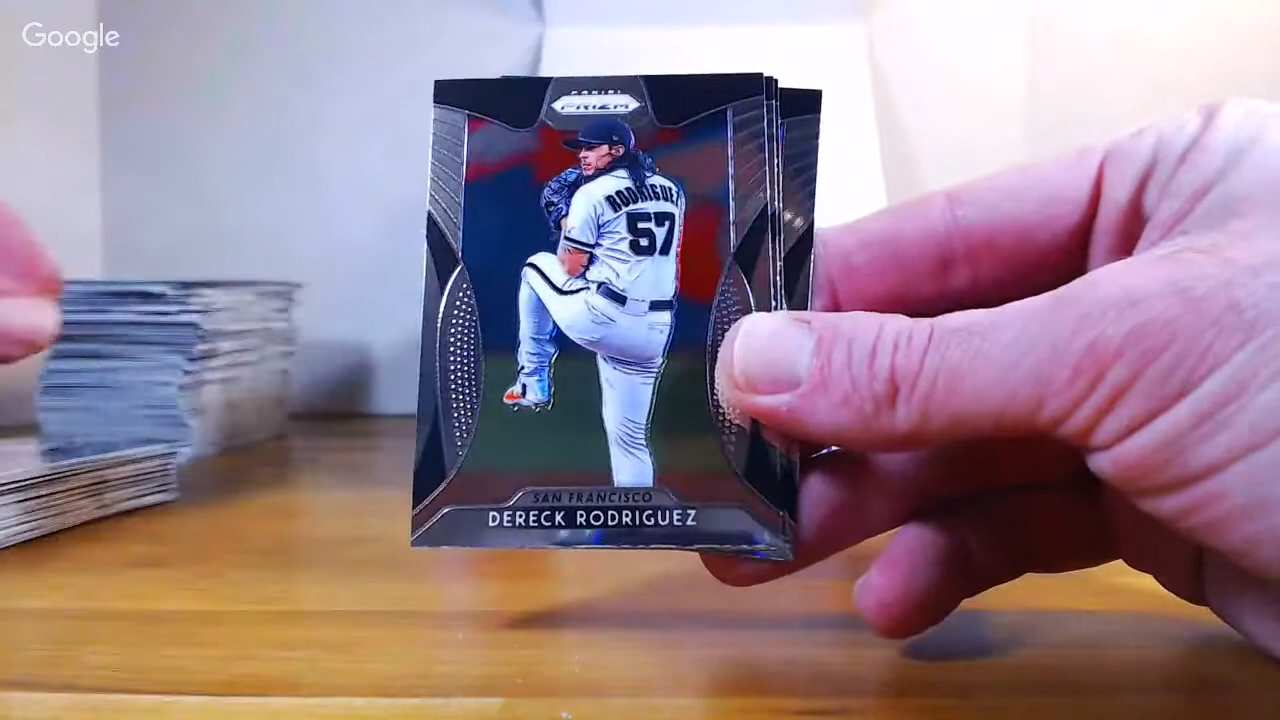 Google
PANINI
PRIZM
RODRIGUEZ
57
SAN FRANCISCO
DERECK RODRIGUEZ